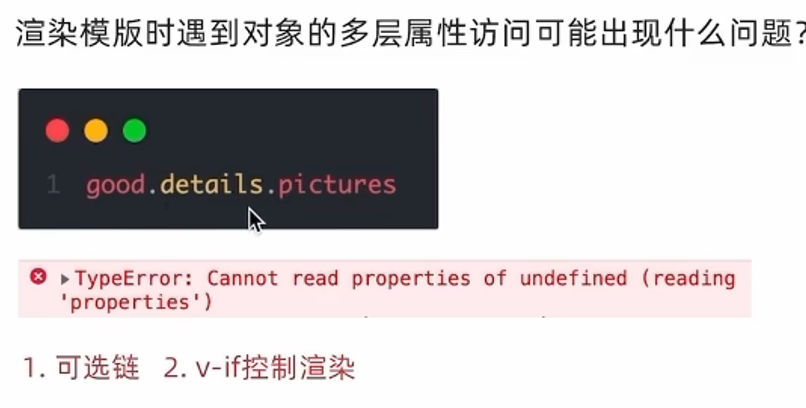 渲染模版时遇到对象的多层属性访问可能出现什么问题?
1 good.details.pictures
TypeError: Cannot read properties of undefined (reading
'properties')
1. 可选链 2. v-if控制渲染